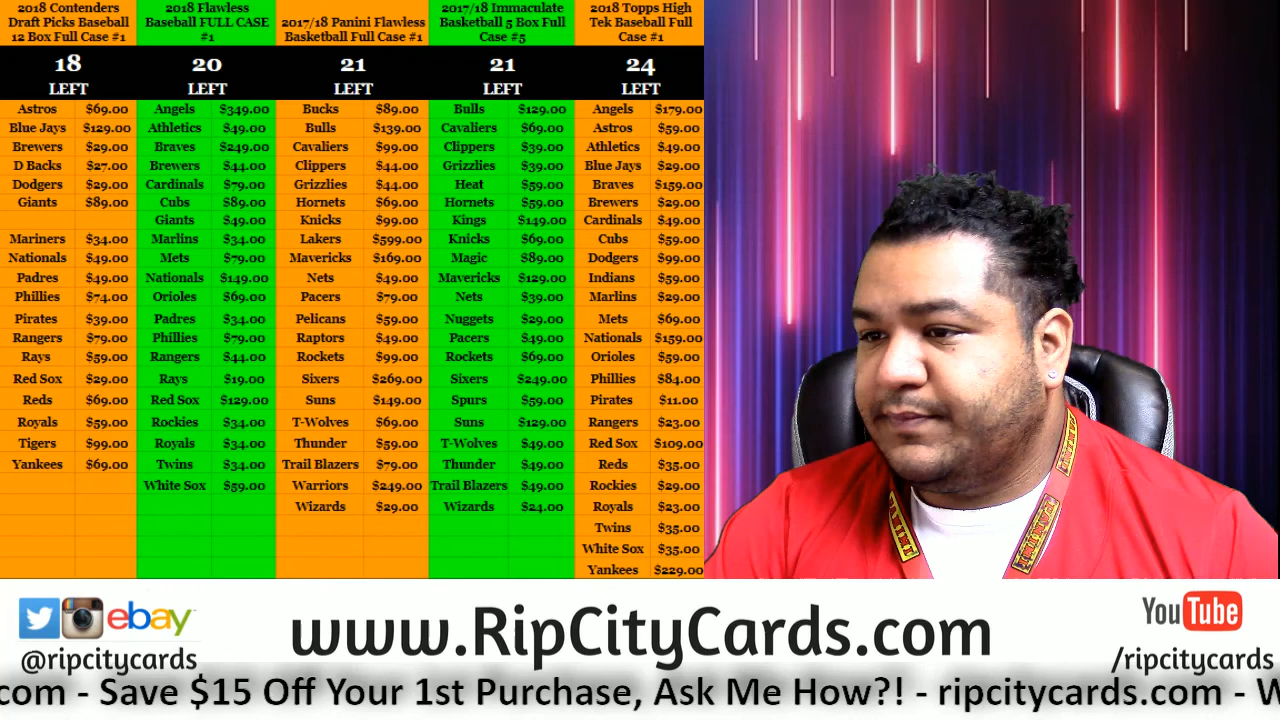 2018 Contenders
Draft Picks Baseball
12 Box Full Case #1
18
LEFT
Astros $69.00
Blue Jays $129.00
Brewers $29.00
D Backs $27.00
Dodgers $29.00
Giants $89.00
Mariners $34.00
Nationals $49.00
Padres $49.00
Phillies $74.00
Pirates $39.00
Rangers $79.00
Rays $59.00
Red Sox $29.00
Reds $69.00
Royals $59.00
Tigers $99.00
Yankees $69.00
2018 Flawless
Baseball FULL CASE
#1
20
LEFT
Angels $349.00
Athletics $49.00
Braves $249.00
Brewers $44.00
Cardinals $79.00
Cubs $89.00
Giants $49.00
Marlins $34.00
Mets $79.00
Nationals $149.00
Orioles $69.00
Padres $34.00
Phillies $79.00
Rangers $44.00
Rays $19.00
Red Sox $129.00
Rockies $34.00
Royals $34.00
Twins $34.00
White Sox $59.00
2017/18 Panini Flawless
Basketball Full Case #1
21
LEFT
Bucks $89.00
Bulls $139.00
Cavaliers $99.00
Clippers $44.00
Grizzlies $44.00
Hornets $69.00
Knicks $99.00
Lakers $599.00
Mavericks $169.00
Nets $49.00
Pacers $79.00
Pelicans $59.00
Raptors $49.00
Rockets $99.00
Sixers $269.00
Suns $149.00
T-Wolves $69.00
Thunder $59.00
Trail Blazers $79.00
Warriors $249.00
Wizards $29.00
2017/18 Immaculate
Basketball 5 Box Full
Case #5
21
LEFT
Bulls $129.00
Cavaliers $69.00
Clippers $39.00
Grizzlies $39.00
Heat $59.00
Hornets $59.00
Kings $149.00
Knicks $69.00
Magic $89.00
Mavericks $129.00
Nets $39.00
Nuggets $29.00
Pacers $49.00
Rockets $69.00
Sixers $249.00
Spurs $59.00
Suns $129.00
T-Wolves $49.00
Thunder $49.00
Trail Blazers $49.00
Wizards $24.00
2018 Topps High
Tek Baseball Full
Case #1
24
LEFT
Angels $179.00
Astros $59.00
Athletics $49.00
Blue Jays $29.00
Braves $159.00
Brewers $29.00
Cardinals $49.00
Cubs $59.00
Dodgers $99.00
Indians $59.00
Marlins $29.00
Mets $69.00
Nationals $159.00
Orioles $59.00
Phillies $84.00
Pirates $11.00
Rangers $23.00
Red Sox $109.00
Reds $35.00
Rockies $29.00
Royals $23.00
Twins $35.00
White Sox $35.00
Yankees $229.00
PANINI
ebay
@ripcitycards
www.RipCityCards.com
YouTube
/ripcitycards
.com - Save $15 Off Your 1st Purchase, Ask Me How?! - ripcitycards.com - W